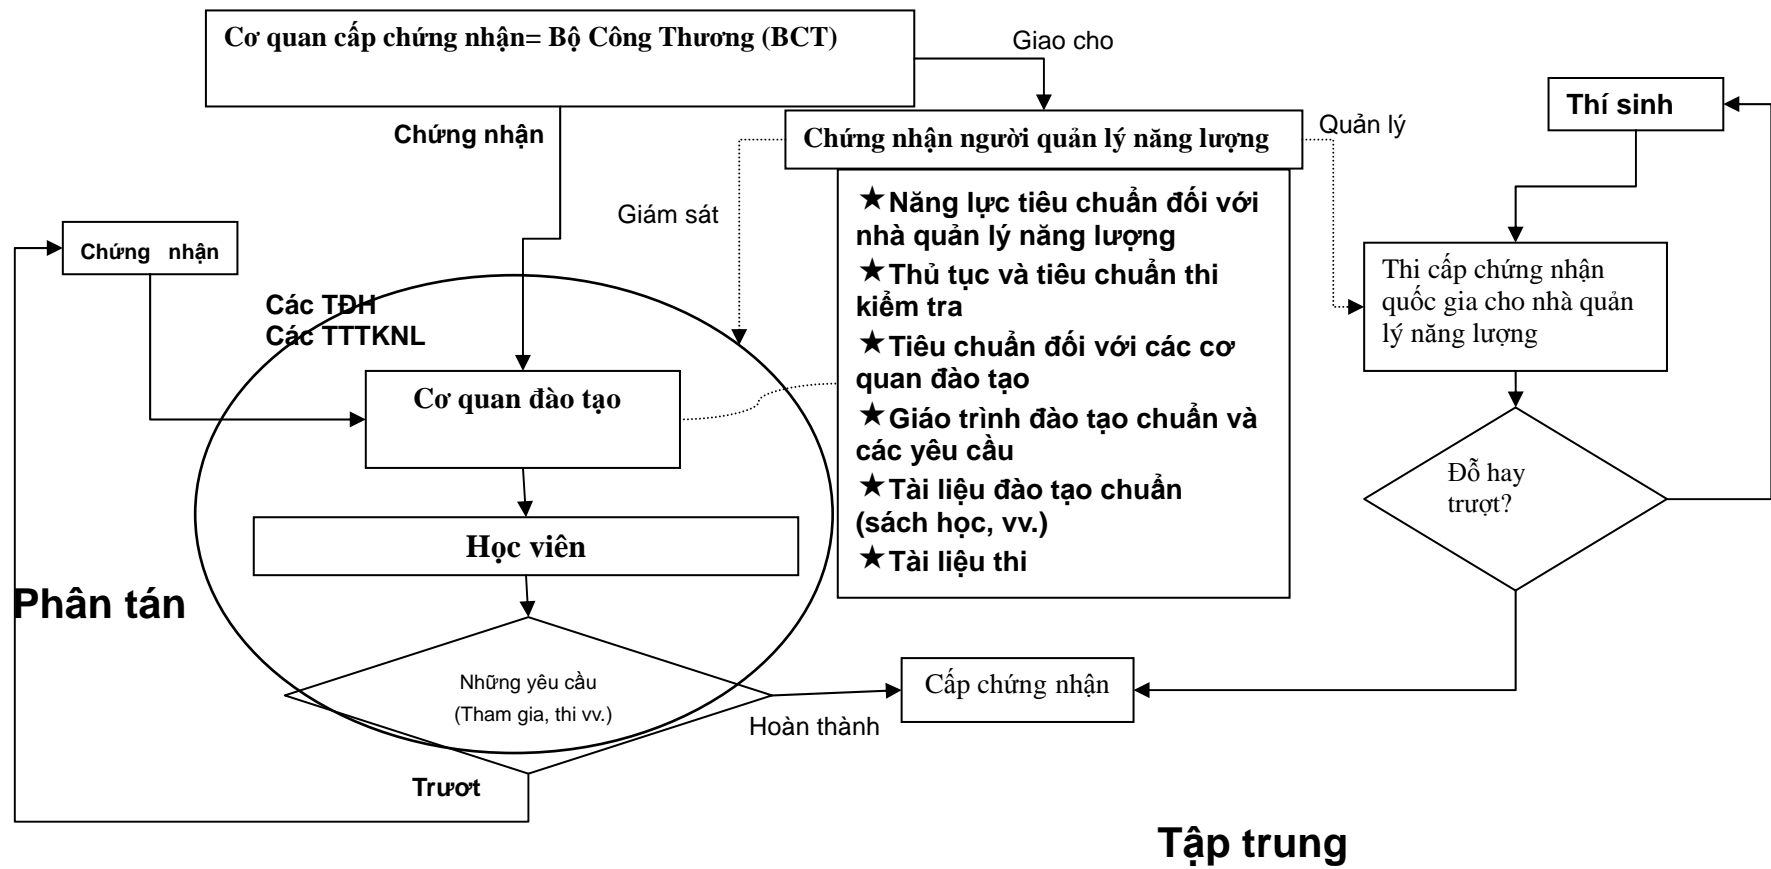 Cơ quan cấp chứng nhận= Bộ Công Thương (BCT)
Giao cho
Thí sinh
Chứng nhận
Chứng nhận người quản lý năng lượng
Quản lý
Giám sát
★Năng lực tiêu chuẩn đối với
nhà quản lý năng lượng
★Thủ tục và tiêu chuẩn thi
kiểm tra
★Tiêu chuẩn đối với các cơ
quan đào tạo
★Giáo trình đào tạo chuẩn và
các yêu cầu
★Tài liệu đào tạo chuẩn
(sách học, vv.)
★Tài liệu thi
Chứng nhận
Các TĐH
Các TTTKNL
Thi cấp chứng nhận
quốc gia cho nhà quản
lý năng lượng
Cơ quan đào tạo
Đỗ hay
trượt?
Học viên
Phân tán
Những yêu cầu
(Tham gia, thi vv.)
Cấp chứng nhận
Hoàn thành
Trươt
Tập trung